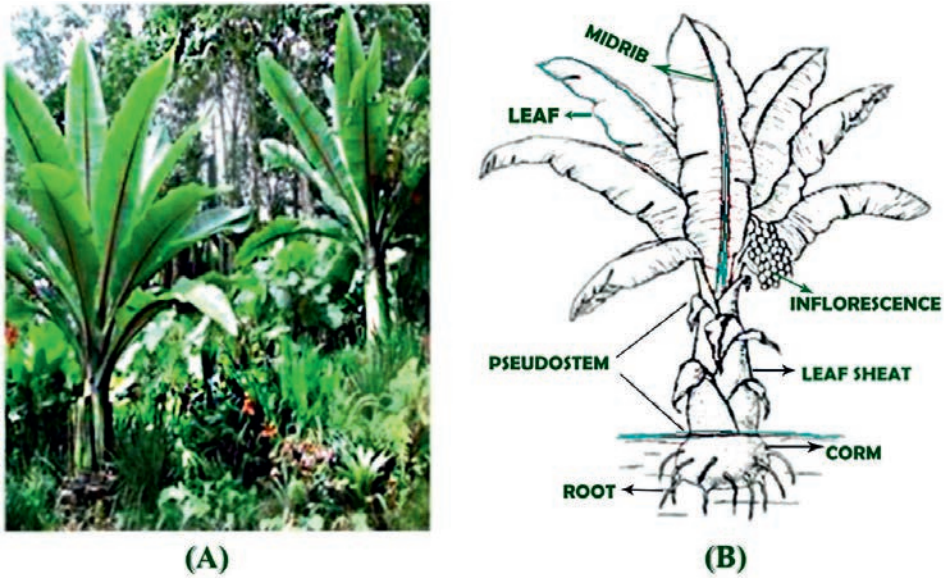 MIDRIB
LEAF
INFLORESCENCE
PSEUDOSTEM
LEAF SHEAT
CORM
ROOT
(A)
(B)